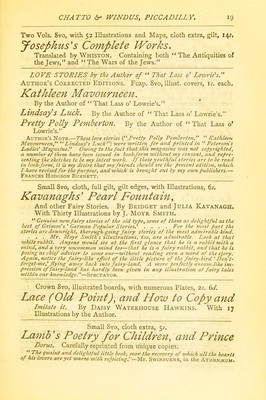 CHATTO & WINDUS, PICCADILLY. 19
Two Vols. 8vo, with 52 Illustrations and Maps, cloth extra, gilt, 14s.
Josephus's Complete Works.
Translated by WHISTON. Containing both "The Antiquities
of the Jews," and "The Wars of the Jews."
LOVE STORIES by the Author of "That Lass o' Lowrie's."
AUTHOR'S CORRECTED EDITIONS. Fcap. 8vo, illust. covers, 1s. each.
Kathleen Mavourneen.
By the Author of "That Lass o' Lowrie's."
Lindsay's Luck. By the Author of "That Lass o' Lowrie's."
Pretty Polly Pemberton. By the Author of "That Lass o'
Lowrie's."
AUTHOR'S NOTE.—These love stories ("Pretty Polly Pemberton," "Kathleen
Mavourneen," "Lindsay's Luck") were written for and printed in "Peterson's
Ladies' Magazine." Owing to the fact that this magazine was not copyrighted,
a number of them have been issued in book-form without my consent, and repre-
senting the sketches to be my latest work. If these youthful stories are to be read
in book-form, it is my desire that my friends should see the present edition, which
I have revised for the purpose, and which is brought out by my own publishers.—
FRANCES HODGSON BURNETT.
Small 8vo, cloth, full gilt, gilt edges, with Illustrations, 6s.
Kavanaghs' Pearl Fountain,
And other Fairy Stories. By BRIDGET and JULIA KAVANAGH.
With Thirty Illustrations by J. MOYR SMITH.
"Genuine new fairy stories of the old type, some of them as delightful as the
best of Grimm's 'German Popular Stories.' . . . For the most part the
stories are downright, thorough-going fairy stories of the most admirable kind.
. . . Mr. Moyr Smith's illustrations, too, are admirable. Look at that
white rabbit. Anyone would see at the first glance that he is a rabbit with a
mind, and a very uncommon mind too—that he is a fairy rabbit, and that he is
posing as chief adviser to some one—without reading even a word of the story.
Again, notice the fairy-like effect of the little picture of the fairy-bird 'Don't-
forget-me,' flying away back into fairy-land. A more perfectly dream-like im-
pression of fairy-land has hardly been given in any illustration of fairy tales
within our knowledge."—SPECTATOR.
Crown 8vo, illustrated boards, with numerous Plates, 2s. 6d.
Lace (Old Point), and How to Copy and
Imitate it. By DAISY WATERHOUSE HAWKINS. With 17
Illustrations by the Author.
Small 8vo, cloth extra, 5s.
Lamb's Poetry for Children, and Prince
Dorus. Carefully reprinted from unique copies.
"The quaint and delightful little book, over the recovery of which all the hearts
of his lovers are yet warm with rejoicing."—MR. SWINBURNE, in the ATHENÆUM.